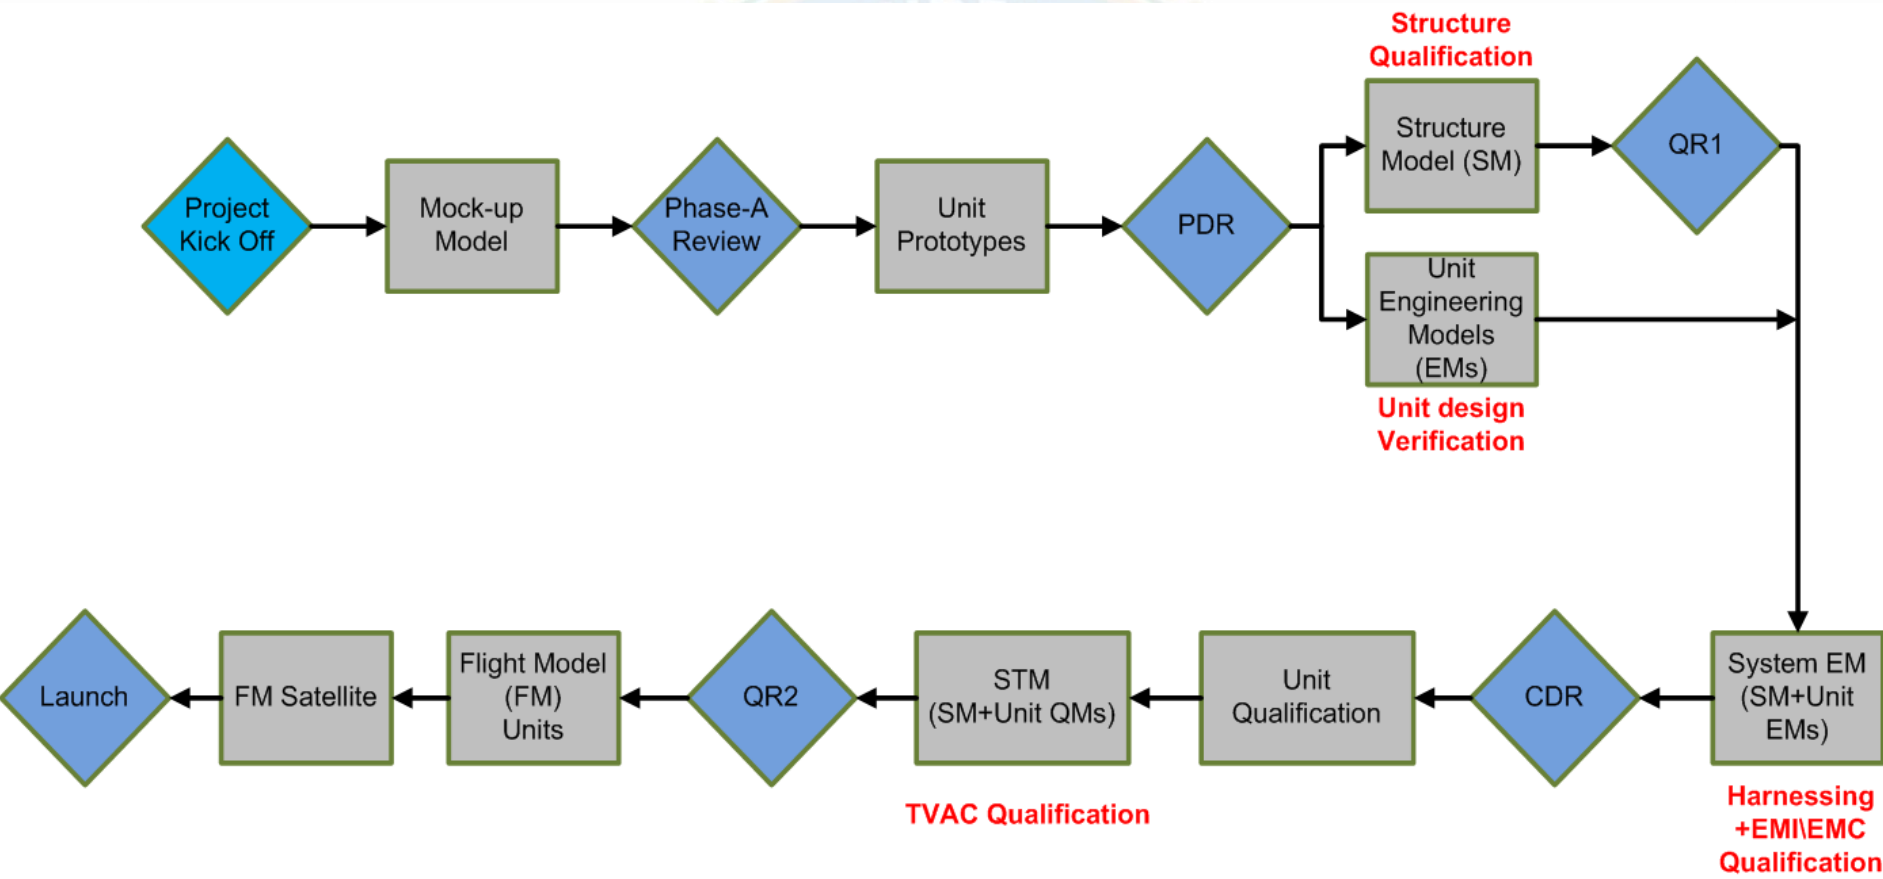 Structure
Qualification
Project
Kick Off
Mock-up
Model
Phase-A
Review
Unit
Prototypes
PDR
Structure
Model (SM)
QR1
Unit
Engineering
Models
(EMs)
Unit design
Verification
Launch
FM Satellite
Flight Model
(FM)
Units
QR2
STM
(SM+Unit QMs)
TVAC Qualification
Unit
Qualification
CDR
System EM
(SM+Unit
EMs)
Harnessing
+EMI\EMC
Qualification